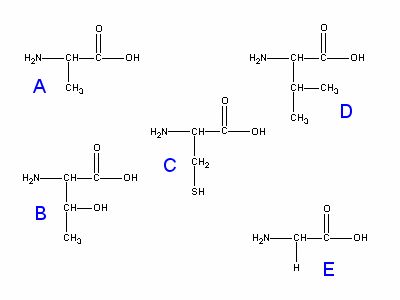 O
H₂N CH C OH
CH₃
A
O
H₂N CH C OH
CH CH₃
CH₃
D
O
H₂N CH C OH
CH₂
SH
C
O
H₂N CH C OH
CH OH
CH₃
B
O
H₂N CH C OH
H
E